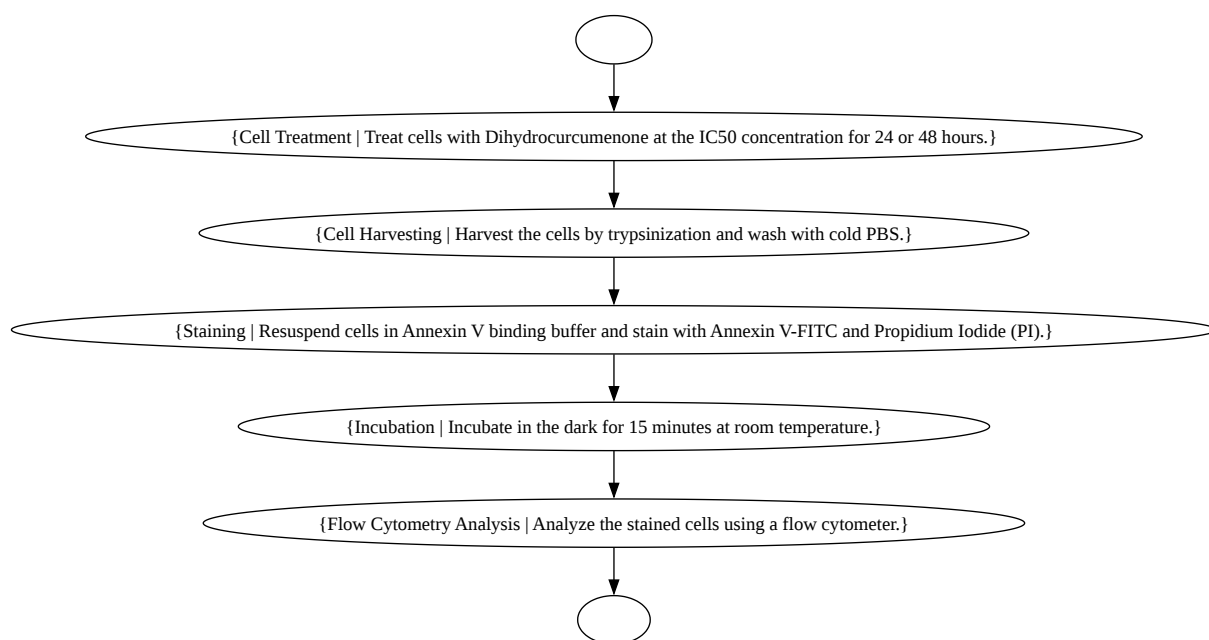 {Cell Treatment | Treat cells with Dihydrocurcumenone at the IC50 concentration for 24 or 48 hours.}
{Cell Harvesting | Harvest the cells by trypsinization and wash with cold PBS.}
{Staining | Resuspend cells in Annexin V binding buffer and stain with Annexin V-FITC and Propidium Iodide (PI).}
{Incubation | Incubate in the dark for 15 minutes at room temperature.}
{Flow Cytometry Analysis | Analyze the stained cells using a flow cytometer.}